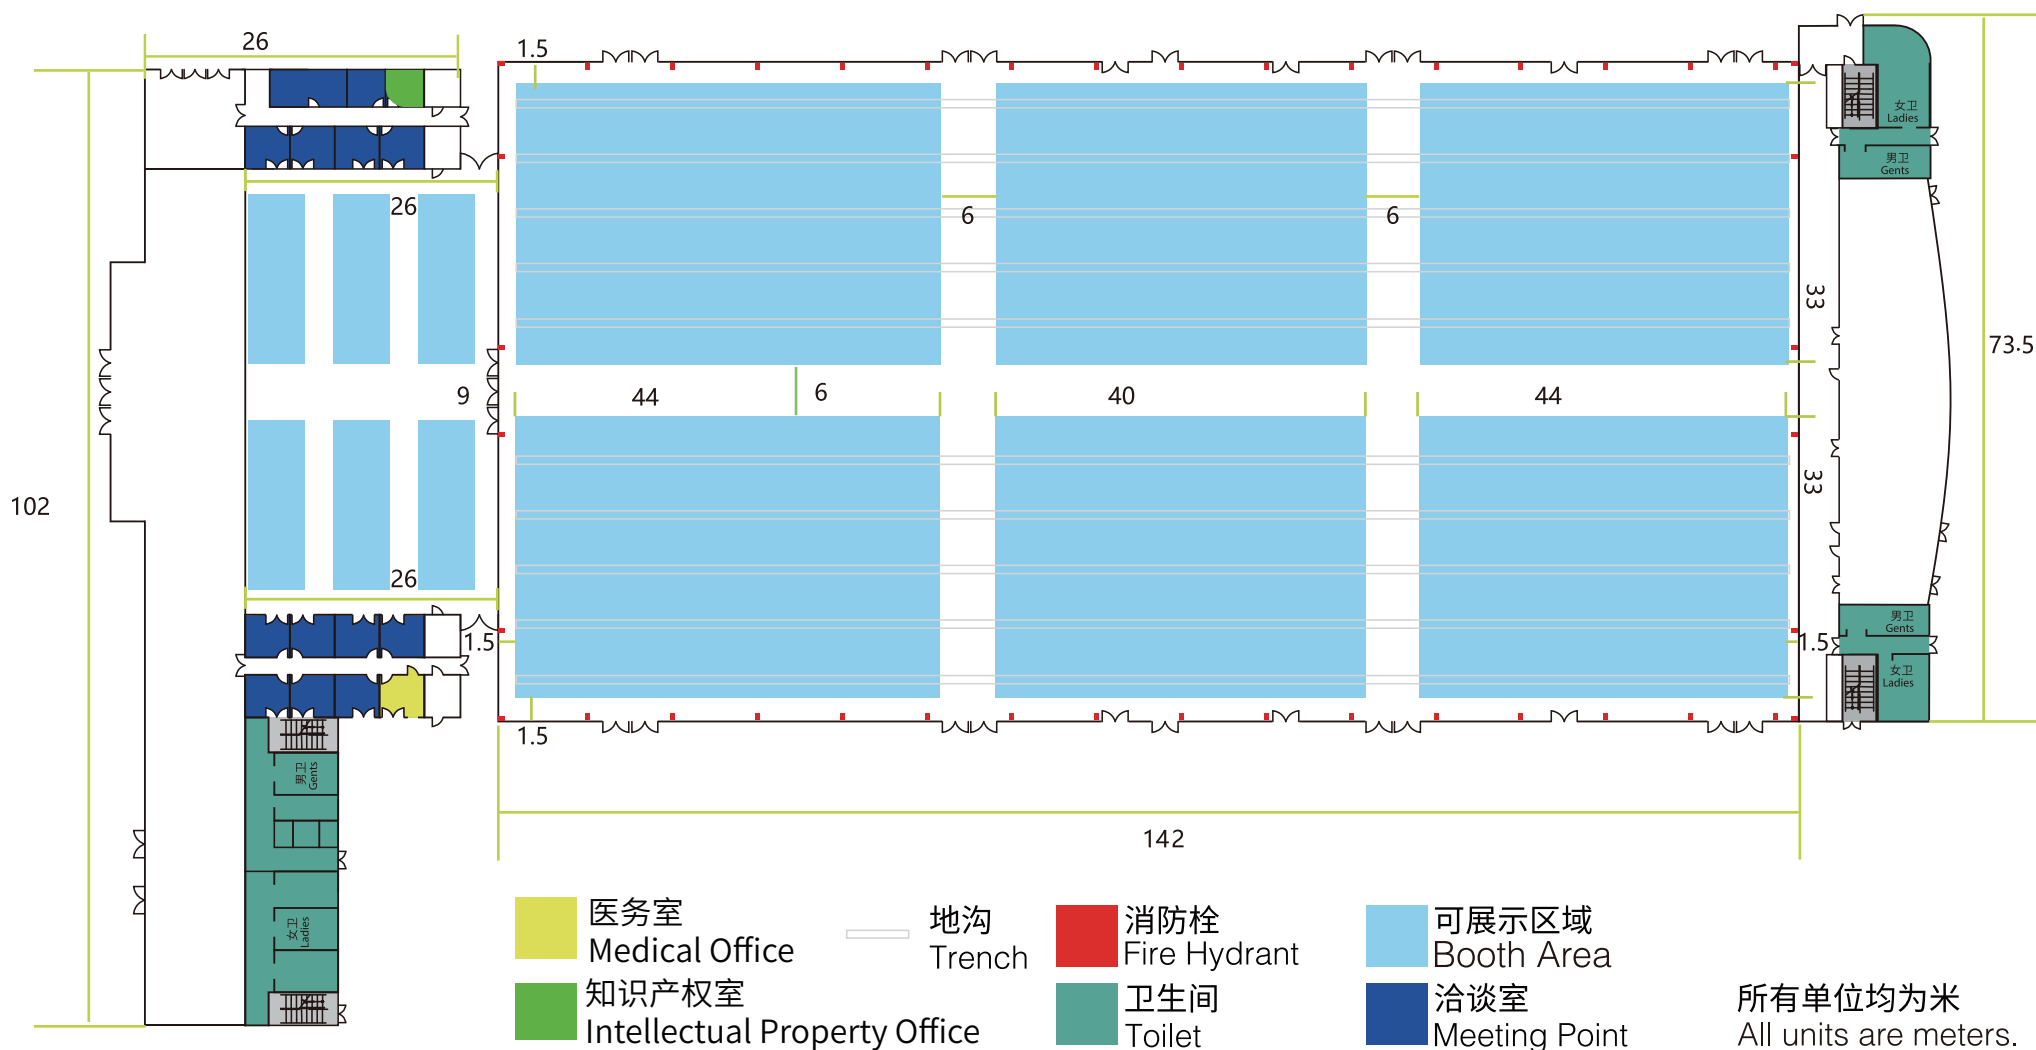 26
1.5
女卫
Ladies
男卫
Gents
26
6
6
33
73.5
9
44
6
40
44
102
33
26
1.5
1.5
男卫
Gents
女卫
Ladies
1.5
男卫
Gents
142
女卫
Ladies
医务室
Medical Office
地沟
Trench
消防栓
Fire Hydrant
可展示区域
Booth Area
知识产权室
Intellectual Property Office
卫生间
Toilet
洽谈室
Meeting Point
所有单位均为米
All units are meters.